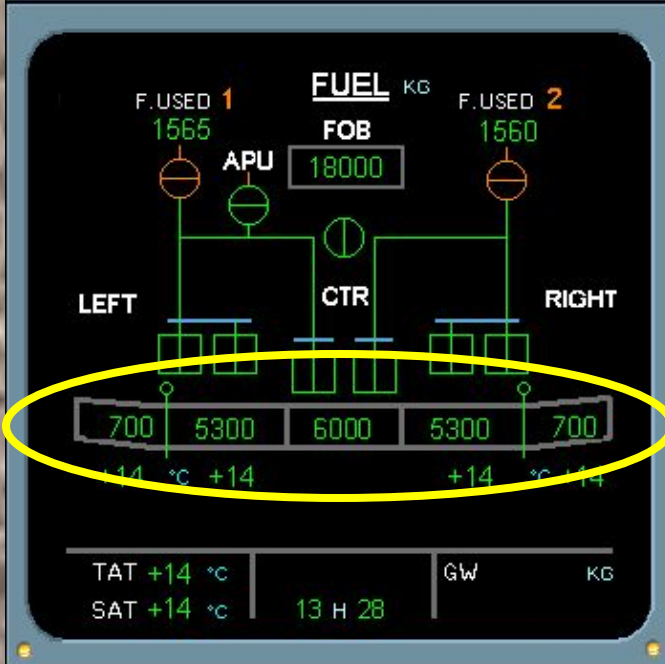 FUEL KG
F.USED 1 F.USED 2
1565 FOB 1560
APU 18000
LEFT CTR RIGHT
700 5300 6000 5300 700
+14 °C +14 +14 °C +14
TAT +14 °C GW KG
SAT +14 °C 13 H 28